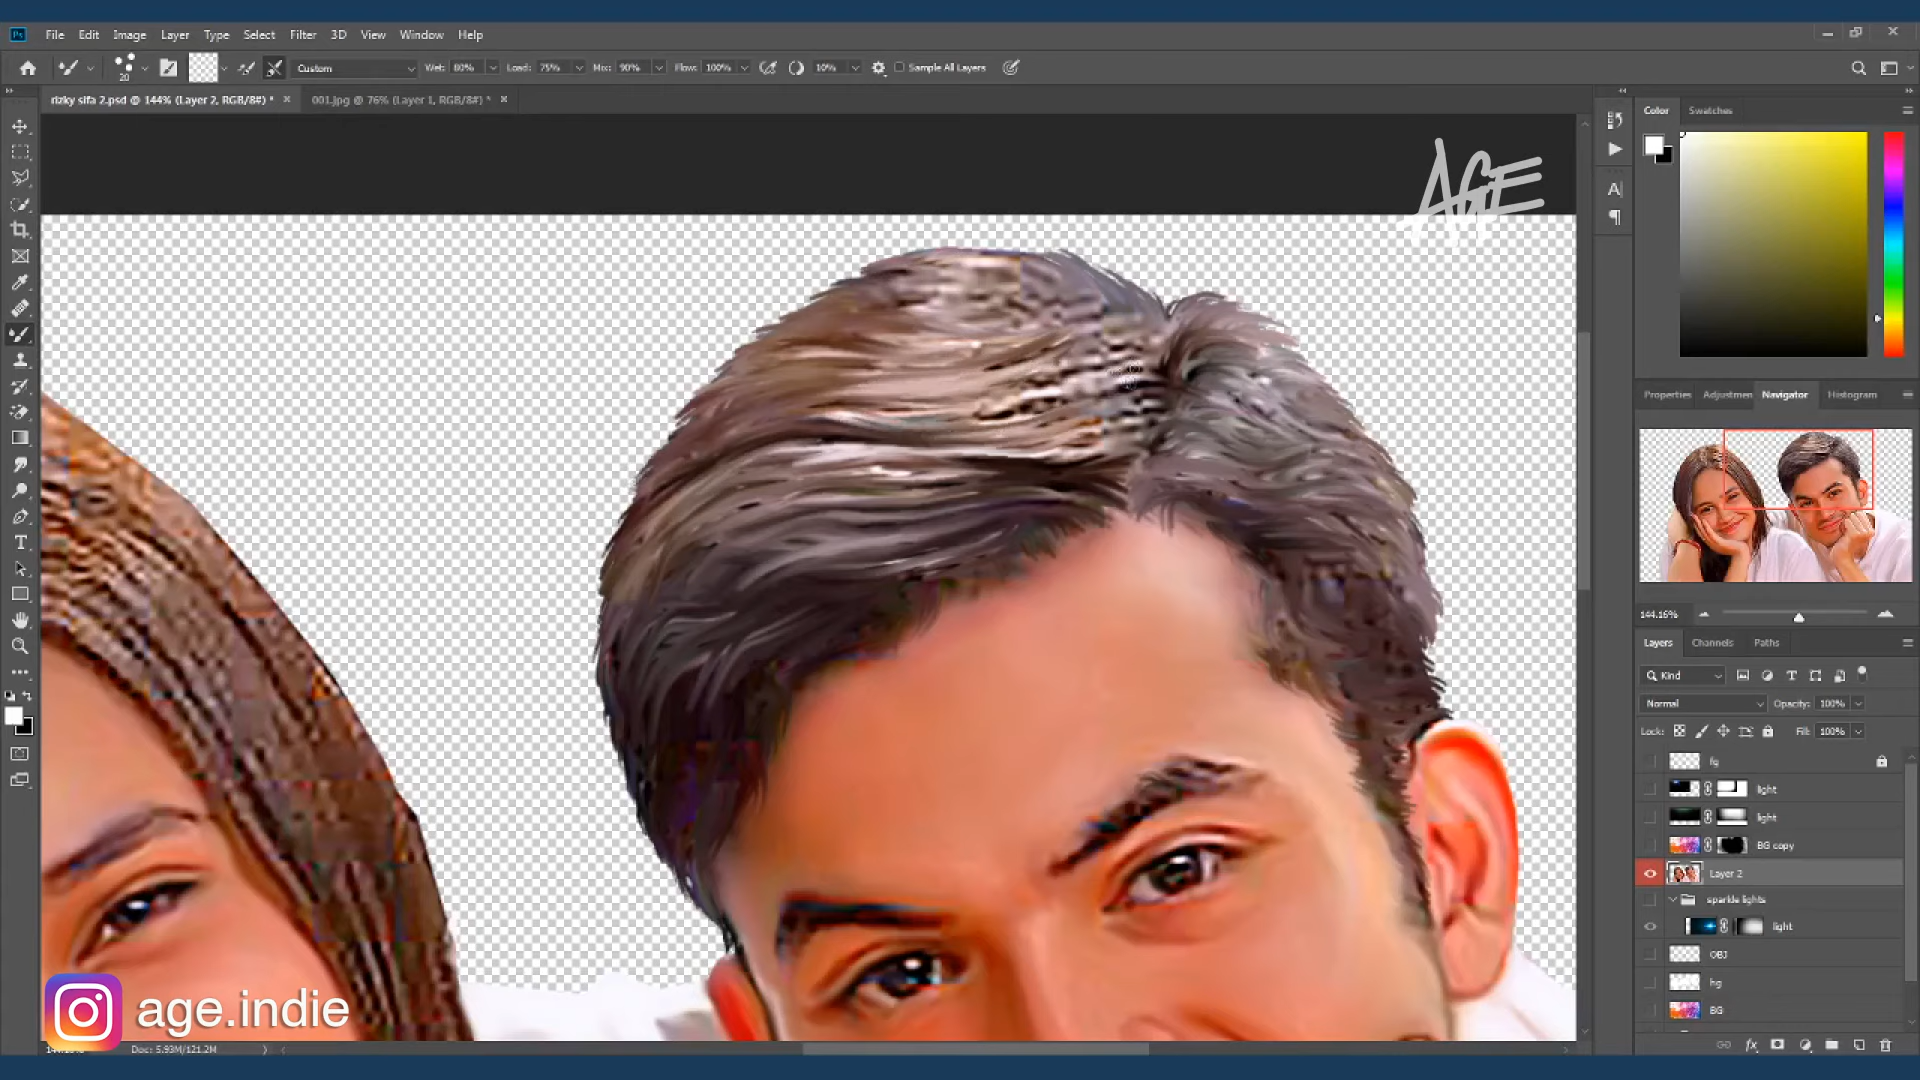 Ps File Edit Image Layer Type Select Filter 3D View Window Help
20 Custom Wet: 80% Load: 75% Mix: 90% Flow: 100% 10% Sample All Layers
rizky sifa 2.psd @ 144% (Layer 2, RGB/8#) * × 001.jpg @ 76% (Layer 1, RGB/8#) * ×
Color Swatches
AGE
Properties Adjustmen Navigator Histogram
144.16%
Layers Channels Paths
Kind
Normal Opacity: 100%
Lock: Fill: 100%
fg
light
light
BG copy
Layer 2
sparkle lights
light
OBJ
hg
BG
age.indie
Doc: 5.93M/121.2M